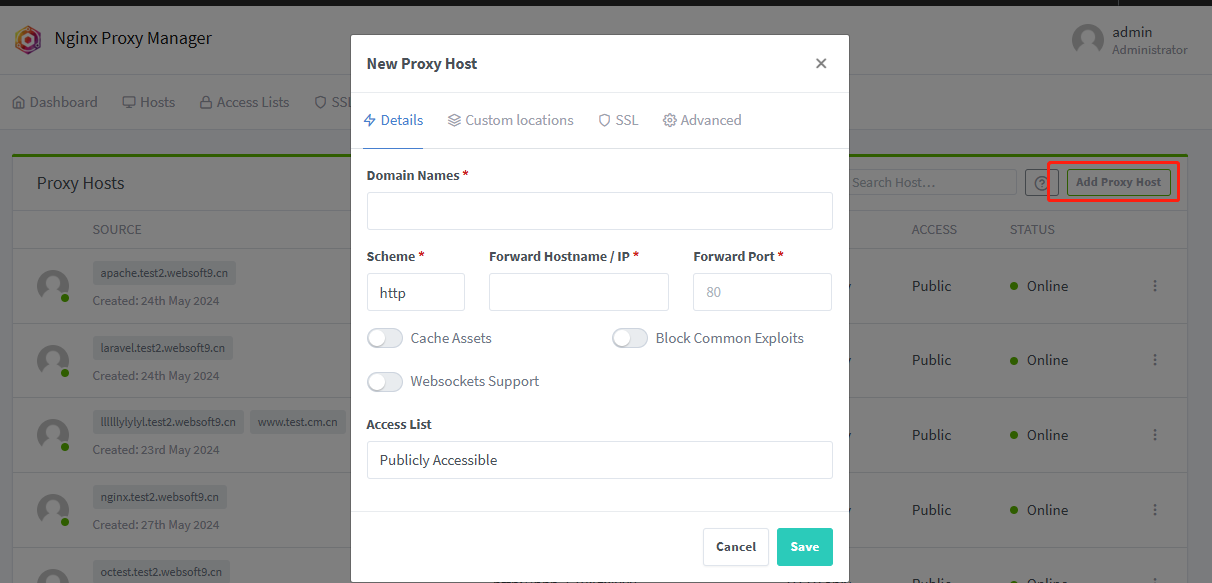 Nginx Proxy Manager
admin
Administrator
Dashboard Hosts Access Lists SSL
Proxy Hosts
Search Host…
Add Proxy Host
SOURCE ACCESS STATUS
apache.test2.websoft9.cn
Created: 24th May 2024
Public Online
laravel.test2.websoft9.cn
Created: 24th May 2024
Public Online
www.test.cm.cn
Created: 23rd May 2024
Public Online
nginx.test2.websoft9.cn
Created: 27th May 2024
Public Online
octest.test2.websoft9.cn
Public Online
New Proxy Host ×
Details Custom locations SSL Advanced
Domain Names *
Scheme * Forward Hostname / IP * Forward Port *
http 80
Cache Assets Block Common Exploits
Websockets Support
Access List
Publicly Accessible
Cancel Save